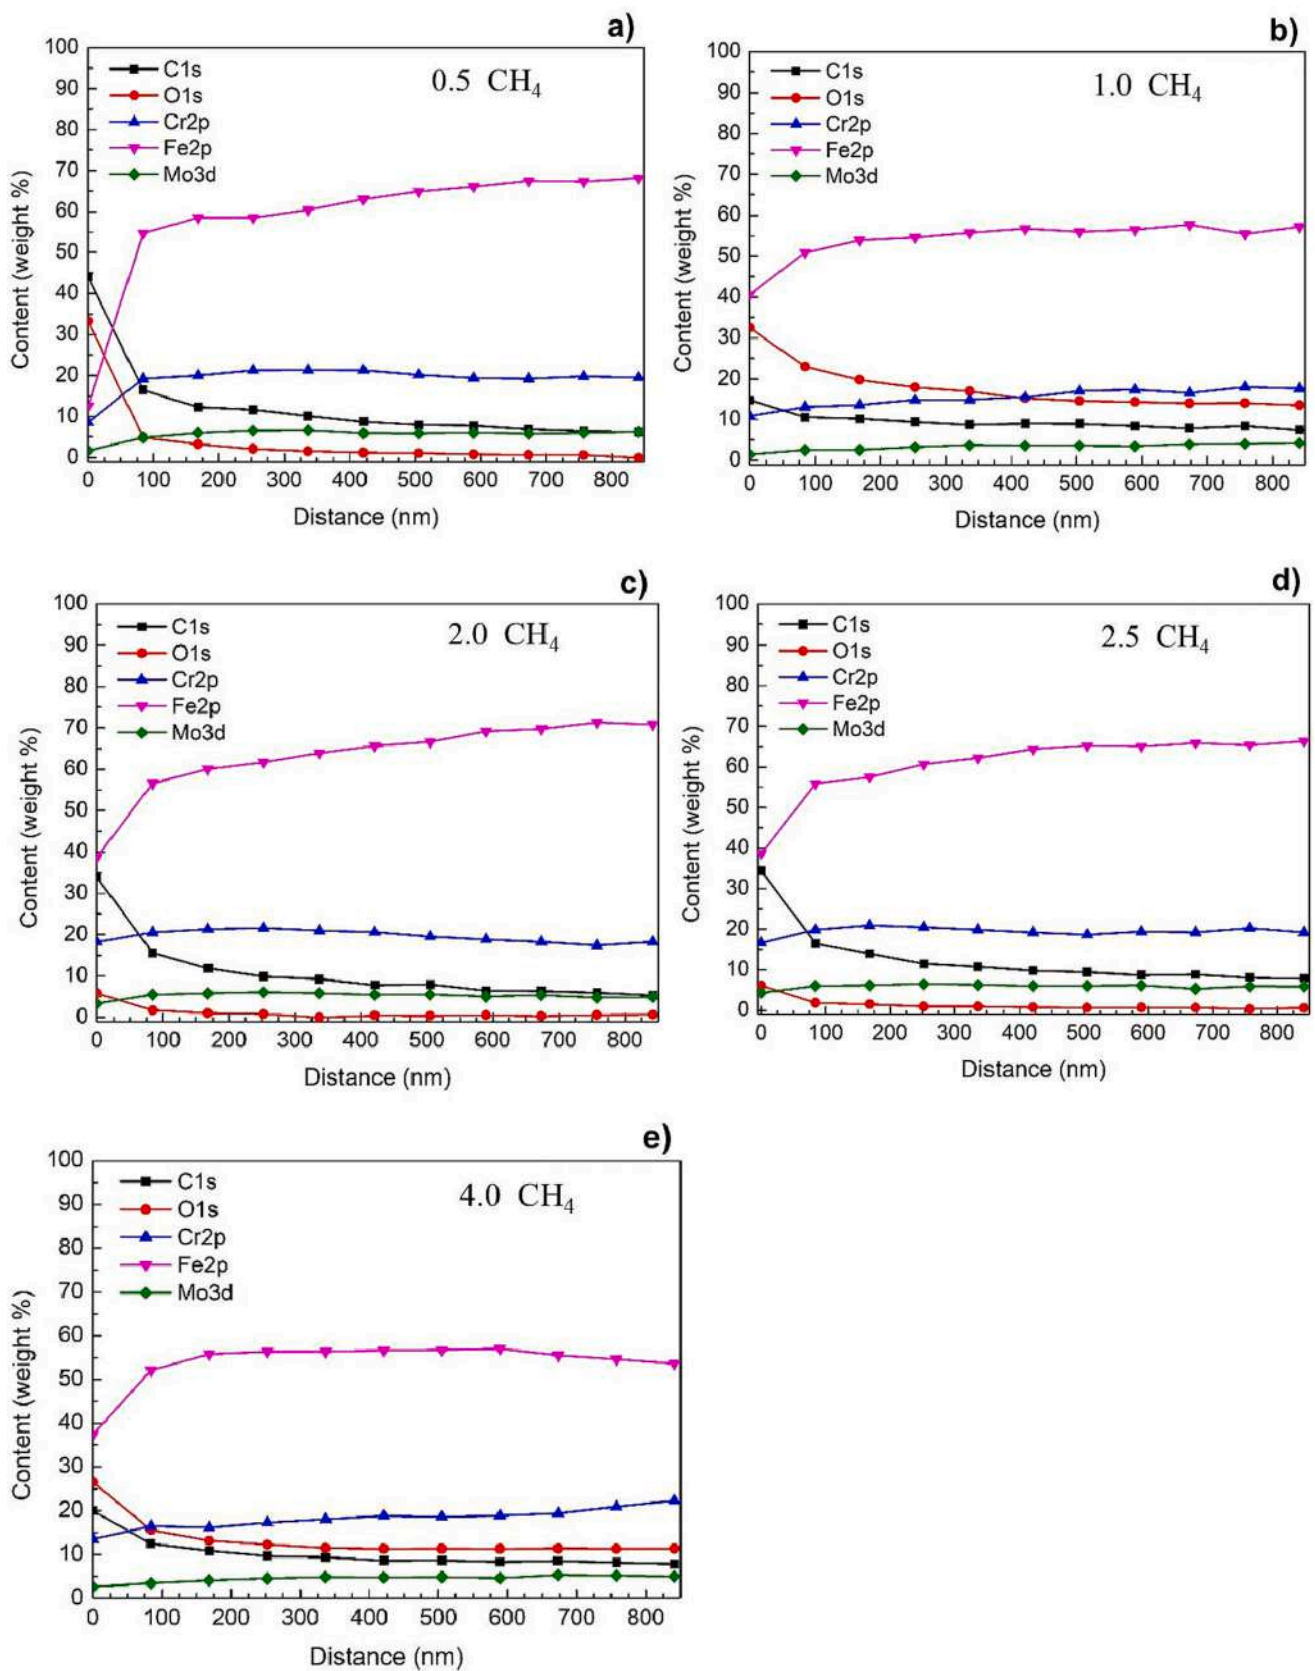 a)
0.5 CH₄
C1s
O1s
Cr2p
Fe2p
Mo3d
100
90
80
70
60
50
40
30
20
10
0
Content (weight %)
0 100 200 300 400 500 600 700 800
Distance (nm)
b)
1.0 CH₄
C1s
O1s
Cr2p
Fe2p
Mo3d
100
90
80
70
60
50
40
30
20
10
0
Content (weight %)
0 100 200 300 400 500 600 700 800
Distance (nm)
c)
2.0 CH₄
C1s
O1s
Cr2p
Fe2p
Mo3d
100
90
80
70
60
50
40
30
20
10
0
Content (weight %)
0 100 200 300 400 500 600 700 800
Distance (nm)
d)
2.5 CH₄
C1s
O1s
Cr2p
Fe2p
Mo3d
100
90
80
70
60
50
40
30
20
10
0
Content (weight %)
0 100 200 300 400 500 600 700 800
Distance (nm)
e)
4.0 CH₄
C1s
O1s
Cr2p
Fe2p
Mo3d
100
90
80
70
60
50
40
30
20
10
0
Content (weight %)
0 100 200 300 400 500 600 700 800
Distance (nm)